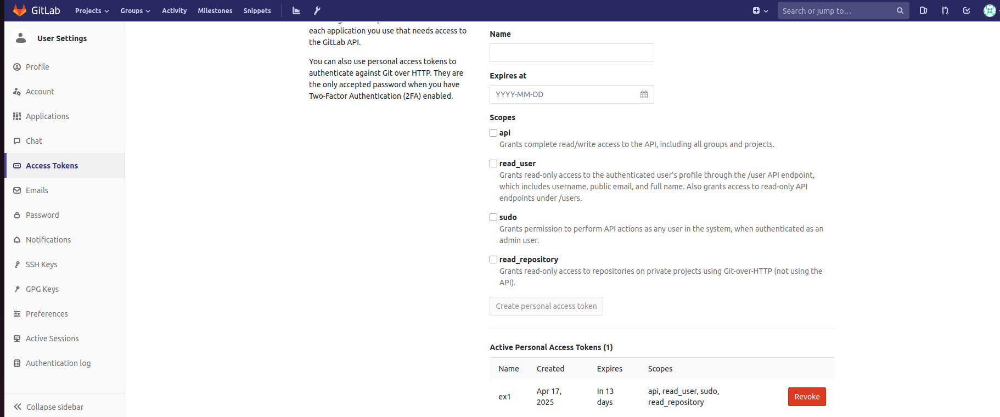 GitLab
Projects
Groups
Activity
Milestones
Snippets
Search or jump to...
User Settings
Profile
Account
Applications
Chat
Access Tokens
Emails
Password
Notifications
SSH Keys
GPG Keys
Preferences
Active Sessions
Authentication log
Collapse sidebar
each application you use that needs access to
the GitLab API.
You can also use personal access tokens to
authenticate against Git over HTTP. They are
the only accepted password when you have
Two-Factor Authentication (2FA) enabled.
Name
Expires at
YYYY-MM-DD
Scopes
api
Grants complete read/write access to the API, including all groups and projects.
read_user
Grants read-only access to the authenticated user's profile through the /user API endpoint,
which includes username, public email, and full name. Also grants access to read-only API
endpoints under /users.
sudo
Grants permission to perform API actions as any user in the system, when authenticated as an
admin user.
read_repository
Grants read-only access to repositories on private projects using Git-over-HTTP (not using the
API).
Create personal access token
Active Personal Access Tokens (1)
Name Created Expires Scopes
ex1
Apr 17,
2025
In 13
days
api, read_user, sudo,
read_repository
Revoke